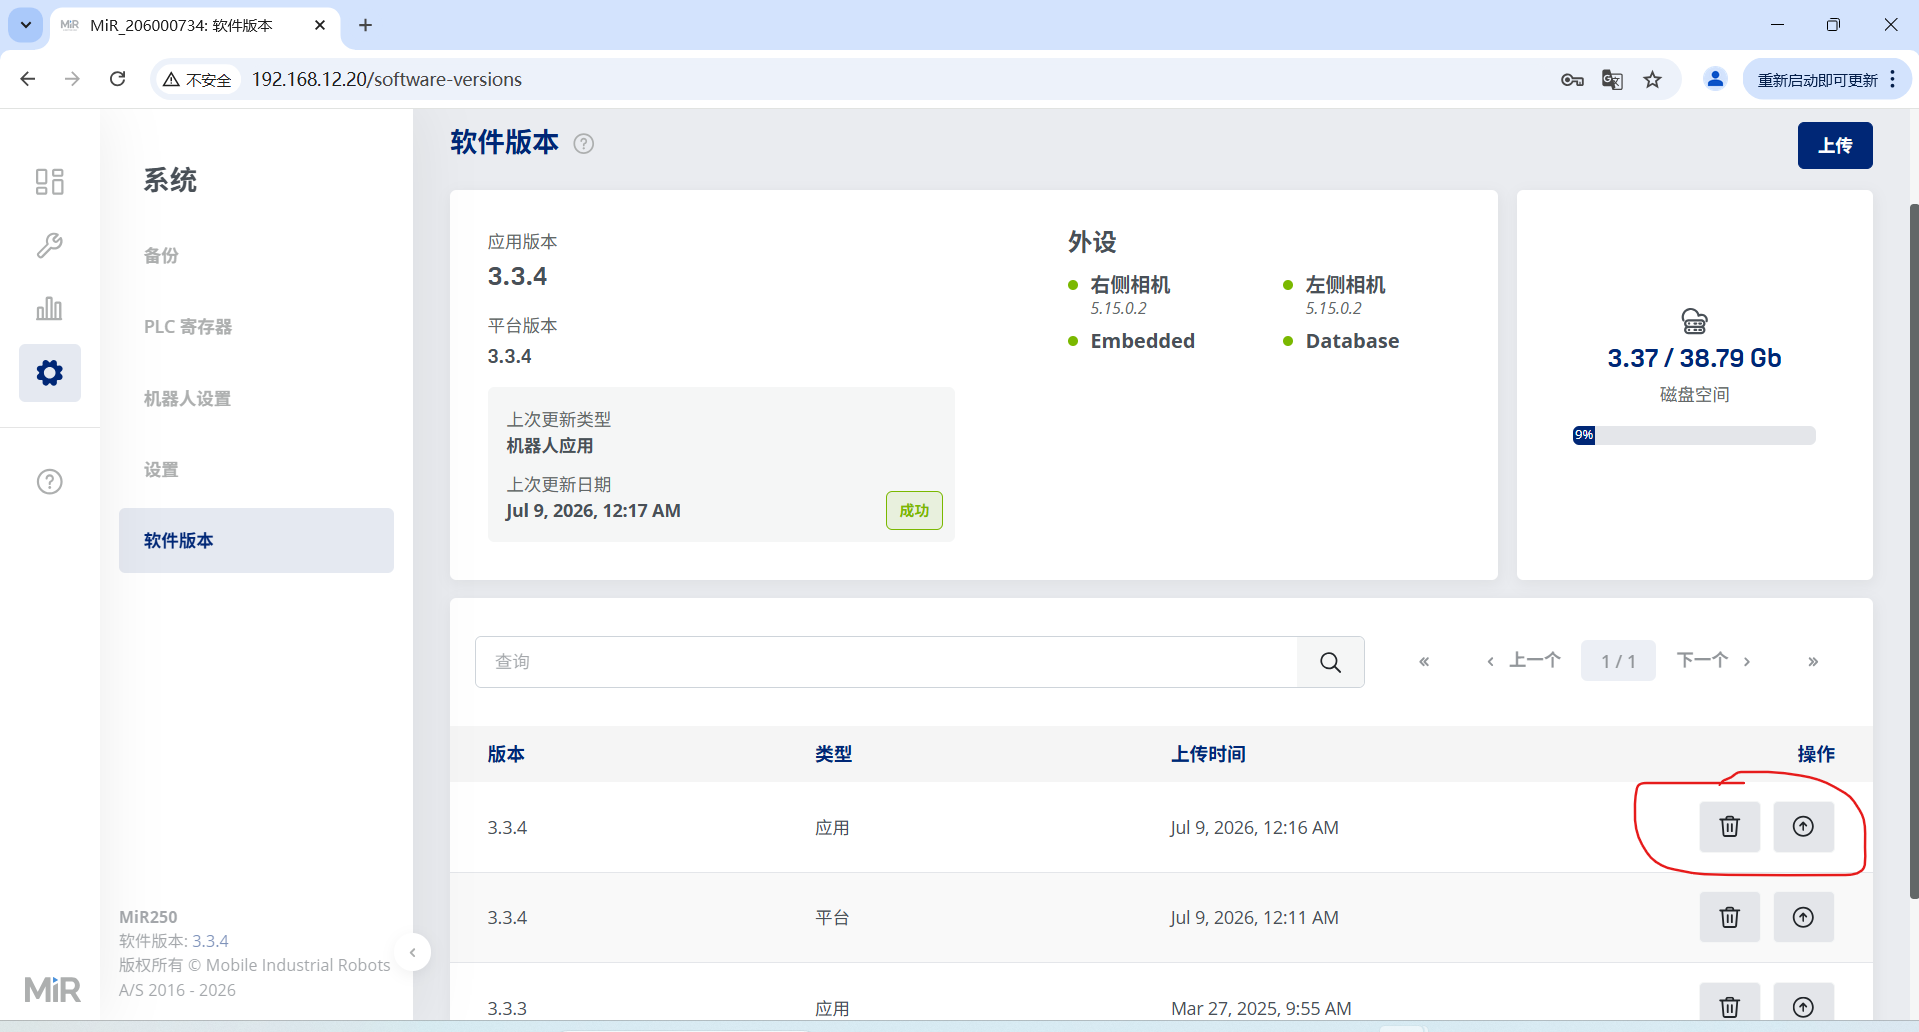 MiR MiR_206000734: 软件版本
不安全 192.168.12.20/software-versions 重新启动即可更新
系统
备份
PLC 寄存器
机器人设置
设置
软件版本
MiR250
软件版本: 3.3.4
版权所有 © Mobile Industrial Robots
A/S 2016 - 2026
MiR
软件版本 ?
上传
应用版本
3.3.4
平台版本
3.3.4
上次更新类型
机器人应用
上次更新日期
Jul 9, 2026, 12:17 AM 成功
外设
右侧相机 左侧相机
5.15.0.2 5.15.0.2
Embedded Database
3.37 / 38.79 Gb
磁盘空间
9%
查询 « ‹ 上一个 1 / 1 下一个 › »
版本 类型 上传时间 操作
3.3.4 应用 Jul 9, 2026, 12:16 AM
3.3.4 平台 Jul 9, 2026, 12:11 AM
3.3.3 应用 Mar 27, 2025, 9:55 AM